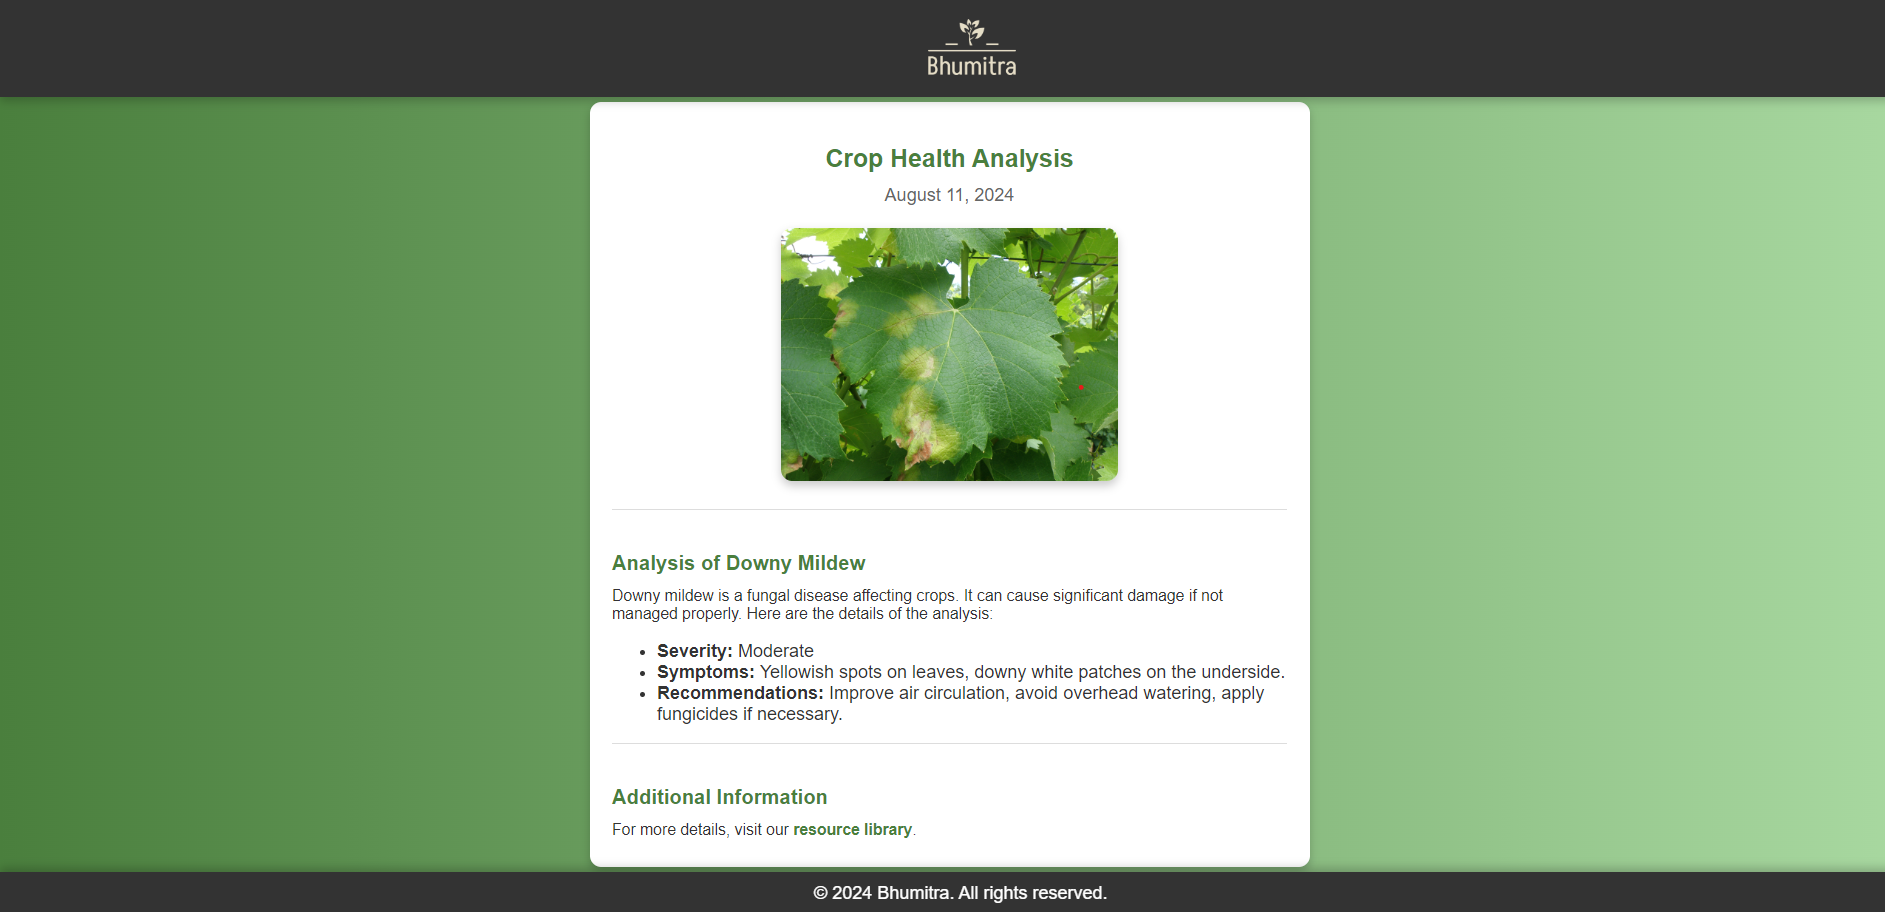 Bhumitra
Crop Health Analysis
August 11, 2024
Analysis of Downy Mildew
Downy mildew is a fungal disease affecting crops. It can cause significant damage if not
managed properly. Here are the details of the analysis:
• Severity: Moderate
• Symptoms: Yellowish spots on leaves, downy white patches on the underside.
• Recommendations: Improve air circulation, avoid overhead watering, apply
fungicides if necessary.
Additional Information
For more details, visit our resource library.
© 2024 Bhumitra. All rights reserved.